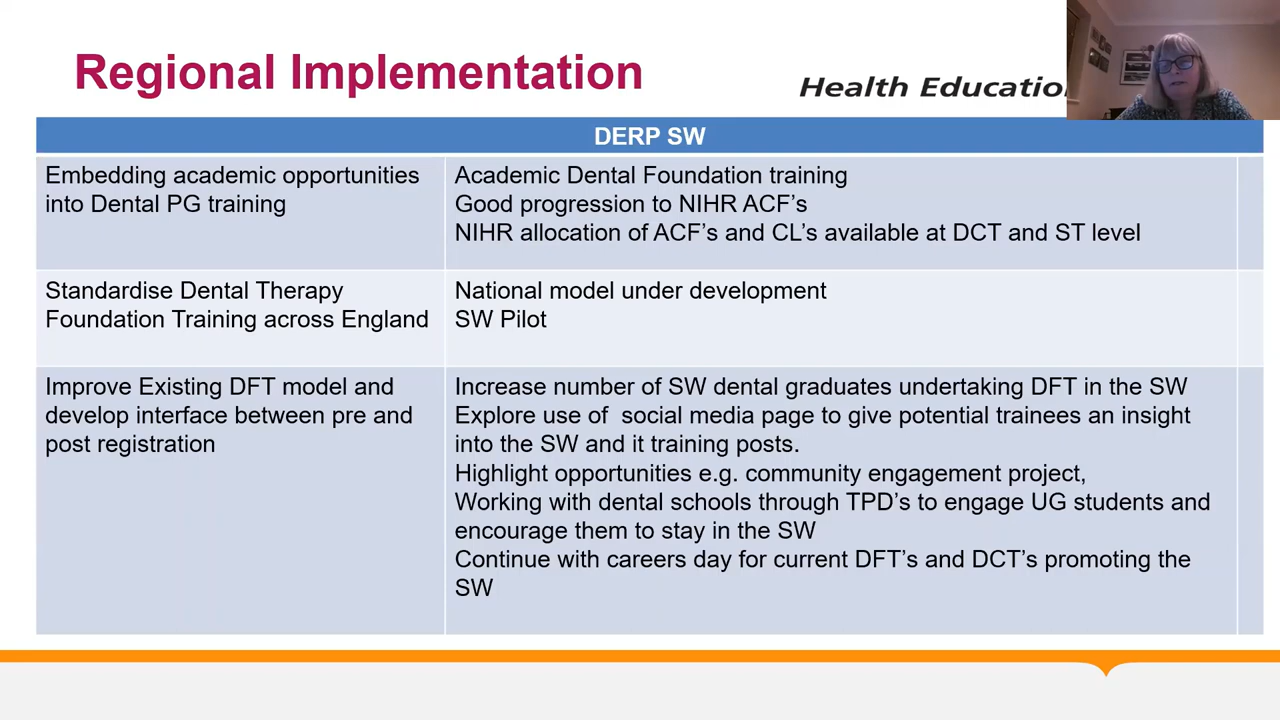 Regional Implementation
Health Education
DERP SW
Embedding academic opportunities
into Dental PG training
Academic Dental Foundation training
Good progression to NIHR ACF’s
NIHR allocation of ACF’s and CL’s available at DCT and ST level
Standardise Dental Therapy
Foundation Training across England
National model under development
SW Pilot
Improve Existing DFT model and
develop interface between pre and
post registration
Increase number of SW dental graduates undertaking DFT in the SW
Explore use of  social media page to give potential trainees an insight
into the SW and it training posts.
Highlight opportunities e.g. community engagement project,
Working with dental schools through TPD’s to engage UG students and
encourage them to stay in the SW
Continue with careers day for current DFT’s and DCT’s promoting the
SW